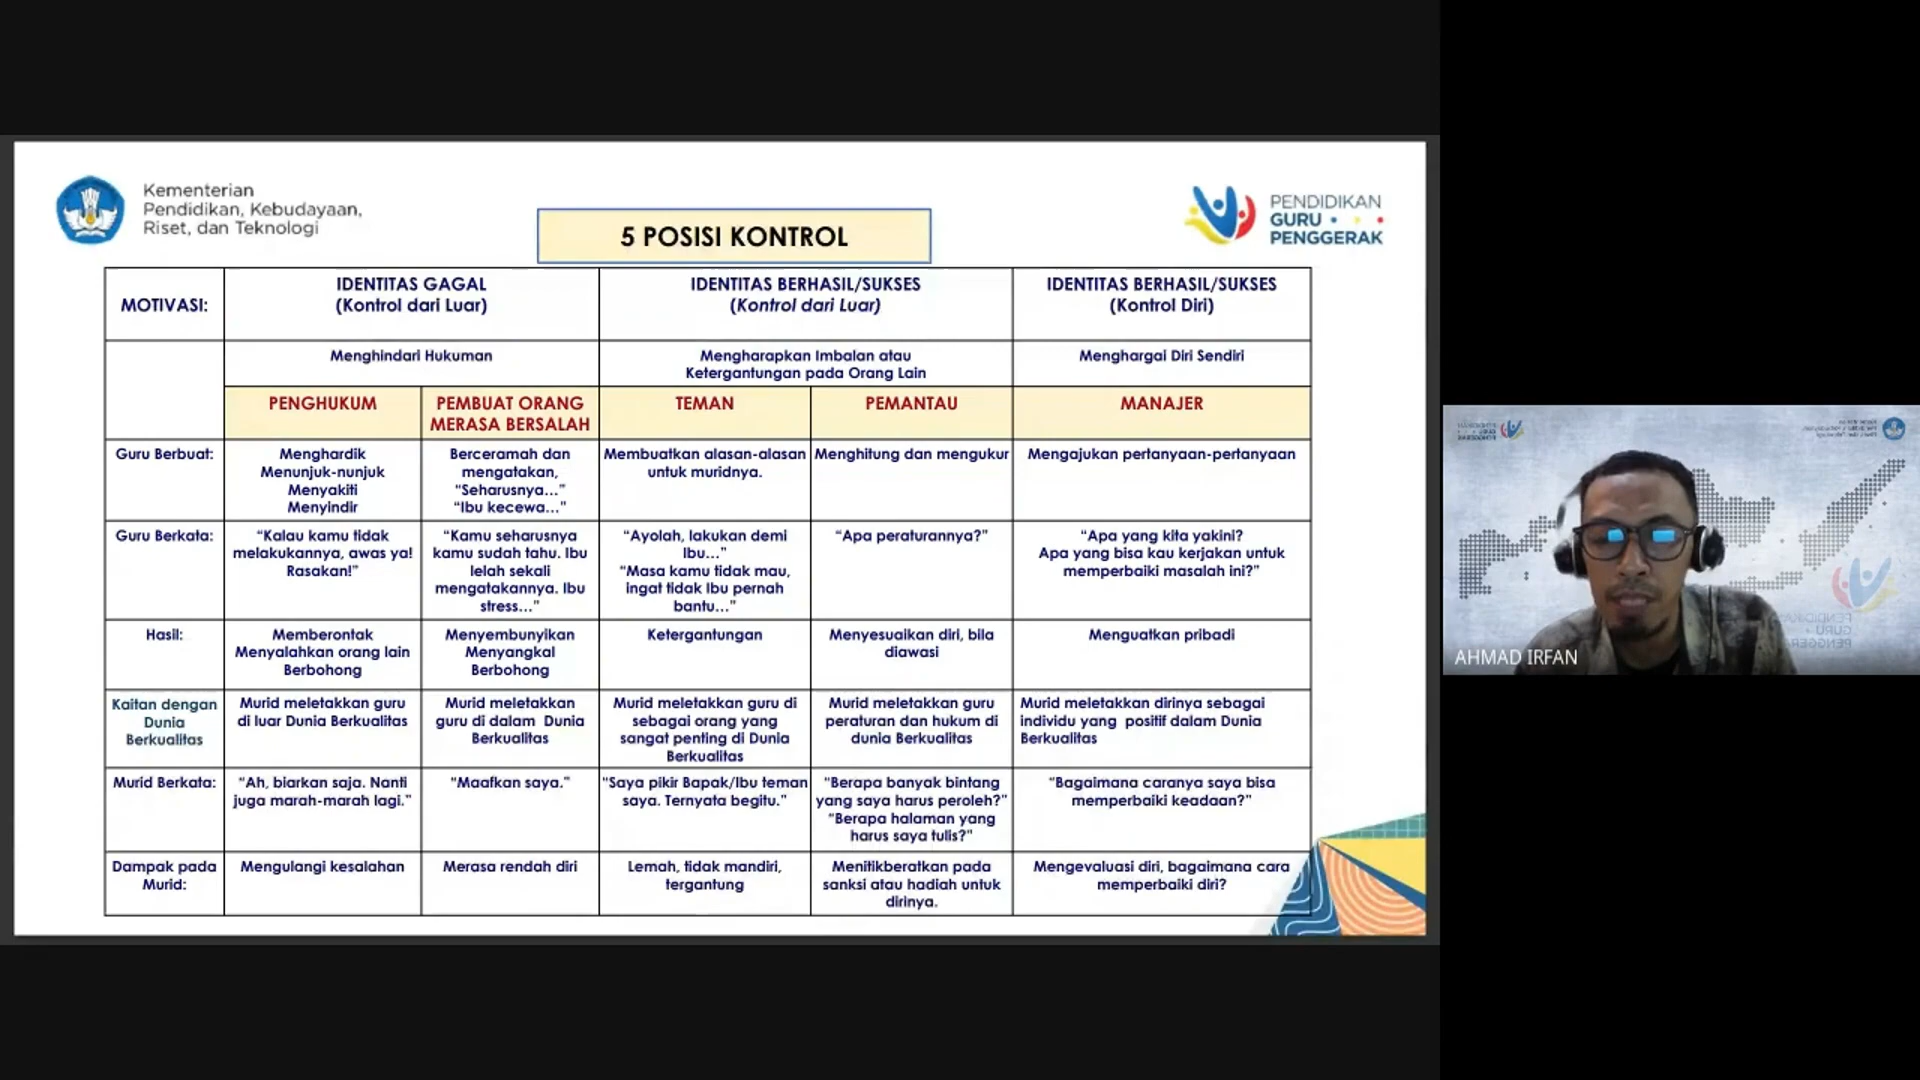 Kementerian
Pendidikan, Kebudayaan,
Riset, dan Teknologi
5 POSISI KONTROL
PENDIDIKAN
GURU
PENGGERAK
MOTIVASI:
IDENTITAS GAGAL
(Kontrol dari Luar)
IDENTITAS BERHASIL/SUKSES
(Kontrol dari Luar)
IDENTITAS BERHASIL/SUKSES
(Kontrol Diri)
Menghindari Hukuman
Mengharapkan Imbalan atau
Ketergantungan pada Orang Lain
Menghargai Diri Sendiri
PENGHUKUM
PEMBUAT ORANG
MERASA BERSALAH
TEMAN
PEMANTAU
MANAJER
Guru Berbuat:
Menghardik
Menunjuk-nunjuk
Menyakiti
Menyindir
Berceramah dan
mengatakan,
“Seharusnya...”
“Ibu kecewa...”
Membuatkan alasan-alasan
untuk muridnya.
Menghitung dan mengukur
Mengajukan pertanyaan-pertanyaan
Guru Berkata:
“Kalau kamu tidak
melakukannya, awas ya!
Rasakan!”
“Kamu seharusnya
kamu sudah tahu. Ibu
lelah sekali
mengatakannya. Ibu
stress...”
“Ayolah, lakukan demi
Ibu...”
“Masa kamu tidak mau,
ingat tidak Ibu pernah
bantu...”
“Apa peraturannya?”
“Apa yang kita yakini?
Apa yang bisa kau kerjakan untuk
memperbaiki masalah ini?”
Hasil:
Memberontak
Menyalahkan orang lain
Berbohong
Menyembunyikan
Menyangkal
Berbohong
Ketergantungan
Menyesuaikan diri, bila
diawasi
Menguatkan pribadi
Kaitan dengan
Dunia
Berkualitas
Murid meletakkan guru
di luar Dunia Berkualitas
Murid meletakkan
guru di dalam Dunia
Berkualitas
Murid meletakkan guru di
sebagai orang yang
sangat penting di Dunia
Berkualitas
Murid meletakkan guru
peraturan dan hukum di
dunia Berkualitas
Murid meletakkan dirinya sebagai
individu yang positif dalam Dunia
Berkualitas
Murid Berkata:
“Ah, biarkan saja. Nanti
juga marah-marah lagi.”
“Maafkan saya.”
“Saya pikir Bapak/Ibu teman
saya. Ternyata begitu.”
“Berapa banyak bintang
yang saya harus peroleh?”
“Berapa halaman yang
harus saya tulis?”
“Bagaimana caranya saya bisa
memperbaiki keadaan?”
Dampak pada
Murid:
Mengulangi kesalahan
Merasa rendah diri
Lemah, tidak mandiri,
tergantung
Menitikberatkan pada
sanksi atau hadiah untuk
dirinya.
Mengevaluasi diri, bagaimana cara
memperbaiki diri?
AHMAD IRFAN
PENDIDIKAN
GURU
PENGGERAK